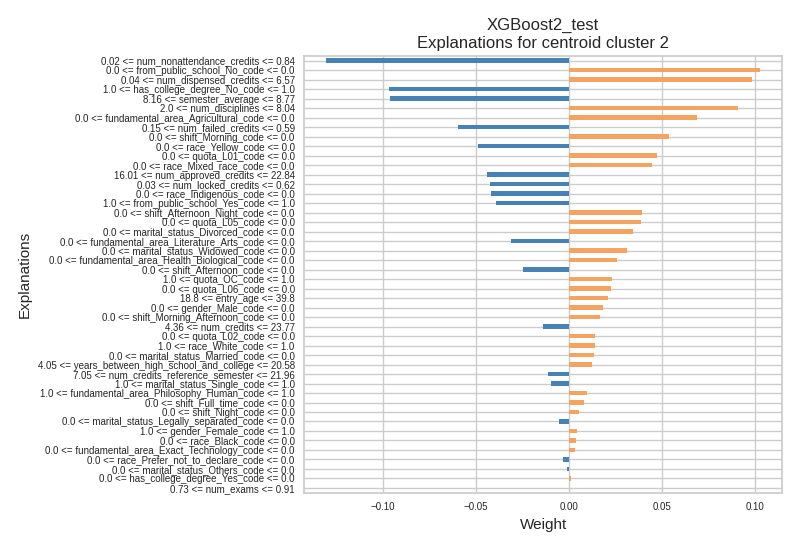 XGBoost2_test
Explanations for centroid cluster 2
0.02 <= num_nonattendance_credits <= 0.84
0.0 <= from_public_school_No_code <= 0.0
0.04 <= num_dispensed_credits <= 6.57
1.0 <= has_college_degree_No_code <= 1.0
8.16 <= semester_average <= 8.77
2.0 <= num_disciplines <= 8.04
0.0 <= fundamental_area_Agricultural_code <= 0.0
0.15 <= num_failed_credits <= 0.59
0.0 <= shift_Morning_code <= 0.0
0.0 <= race_Yellow_code <= 0.0
0.0 <= quota_L01_code <= 0.0
0.0 <= race_Mixed_race_code <= 0.0
16.01 <= num_approved_credits <= 22.84
0.03 <= num_locked_credits <= 0.62
0.0 <= race_Indigenous_code <= 0.0
1.0 <= from_public_school_Yes_code <= 1.0
0.0 <= shift_Afternoon_Night_code <= 0.0
0.0 <= quota_L05_code <= 0.0
0.0 <= marital_status_Divorced_code <= 0.0
0.0 <= fundamental_area_Literature_Arts_code <= 0.0
0.0 <= marital_status_Widowed_code <= 0.0
0.0 <= fundamental_area_Health_Biological_code <= 0.0
0.0 <= shift_Afternoon_code <= 0.0
1.0 <= quota_OC_code <= 1.0
0.0 <= quota_L06_code <= 0.0
18.8 <= entry_age <= 39.8
0.0 <= gender_Male_code <= 0.0
0.0 <= shift_Morning_Afternoon_code <= 0.0
4.36 <= num_credits <= 23.77
0.0 <= quota_L02_code <= 0.0
1.0 <= race_White_code <= 1.0
0.0 <= marital_status_Married_code <= 0.0
4.05 <= years_between_high_school_and_college <= 20.58
7.05 <= num_credits_reference_semester <= 21.96
1.0 <= marital_status_Single_code <= 1.0
1.0 <= fundamental_area_Philosophy_Human_code <= 1.0
0.0 <= shift_Full_time_code <= 0.0
0.0 <= shift_Night_code <= 0.0
0.0 <= marital_status_Legally_separated_code <= 0.0
1.0 <= gender_Female_code <= 1.0
0.0 <= race_Black_code <= 0.0
0.0 <= fundamental_area_Exact_Technology_code <= 0.0
0.0 <= race_Prefer_not_to_declare_code <= 0.0
0.0 <= marital_status_Others_code <= 0.0
0.0 <= has_college_degree_Yes_code <= 0.0
0.73 <= num_exams <= 0.91
Explanations
−0.10 −0.05 0.00 0.05 0.10
Weight